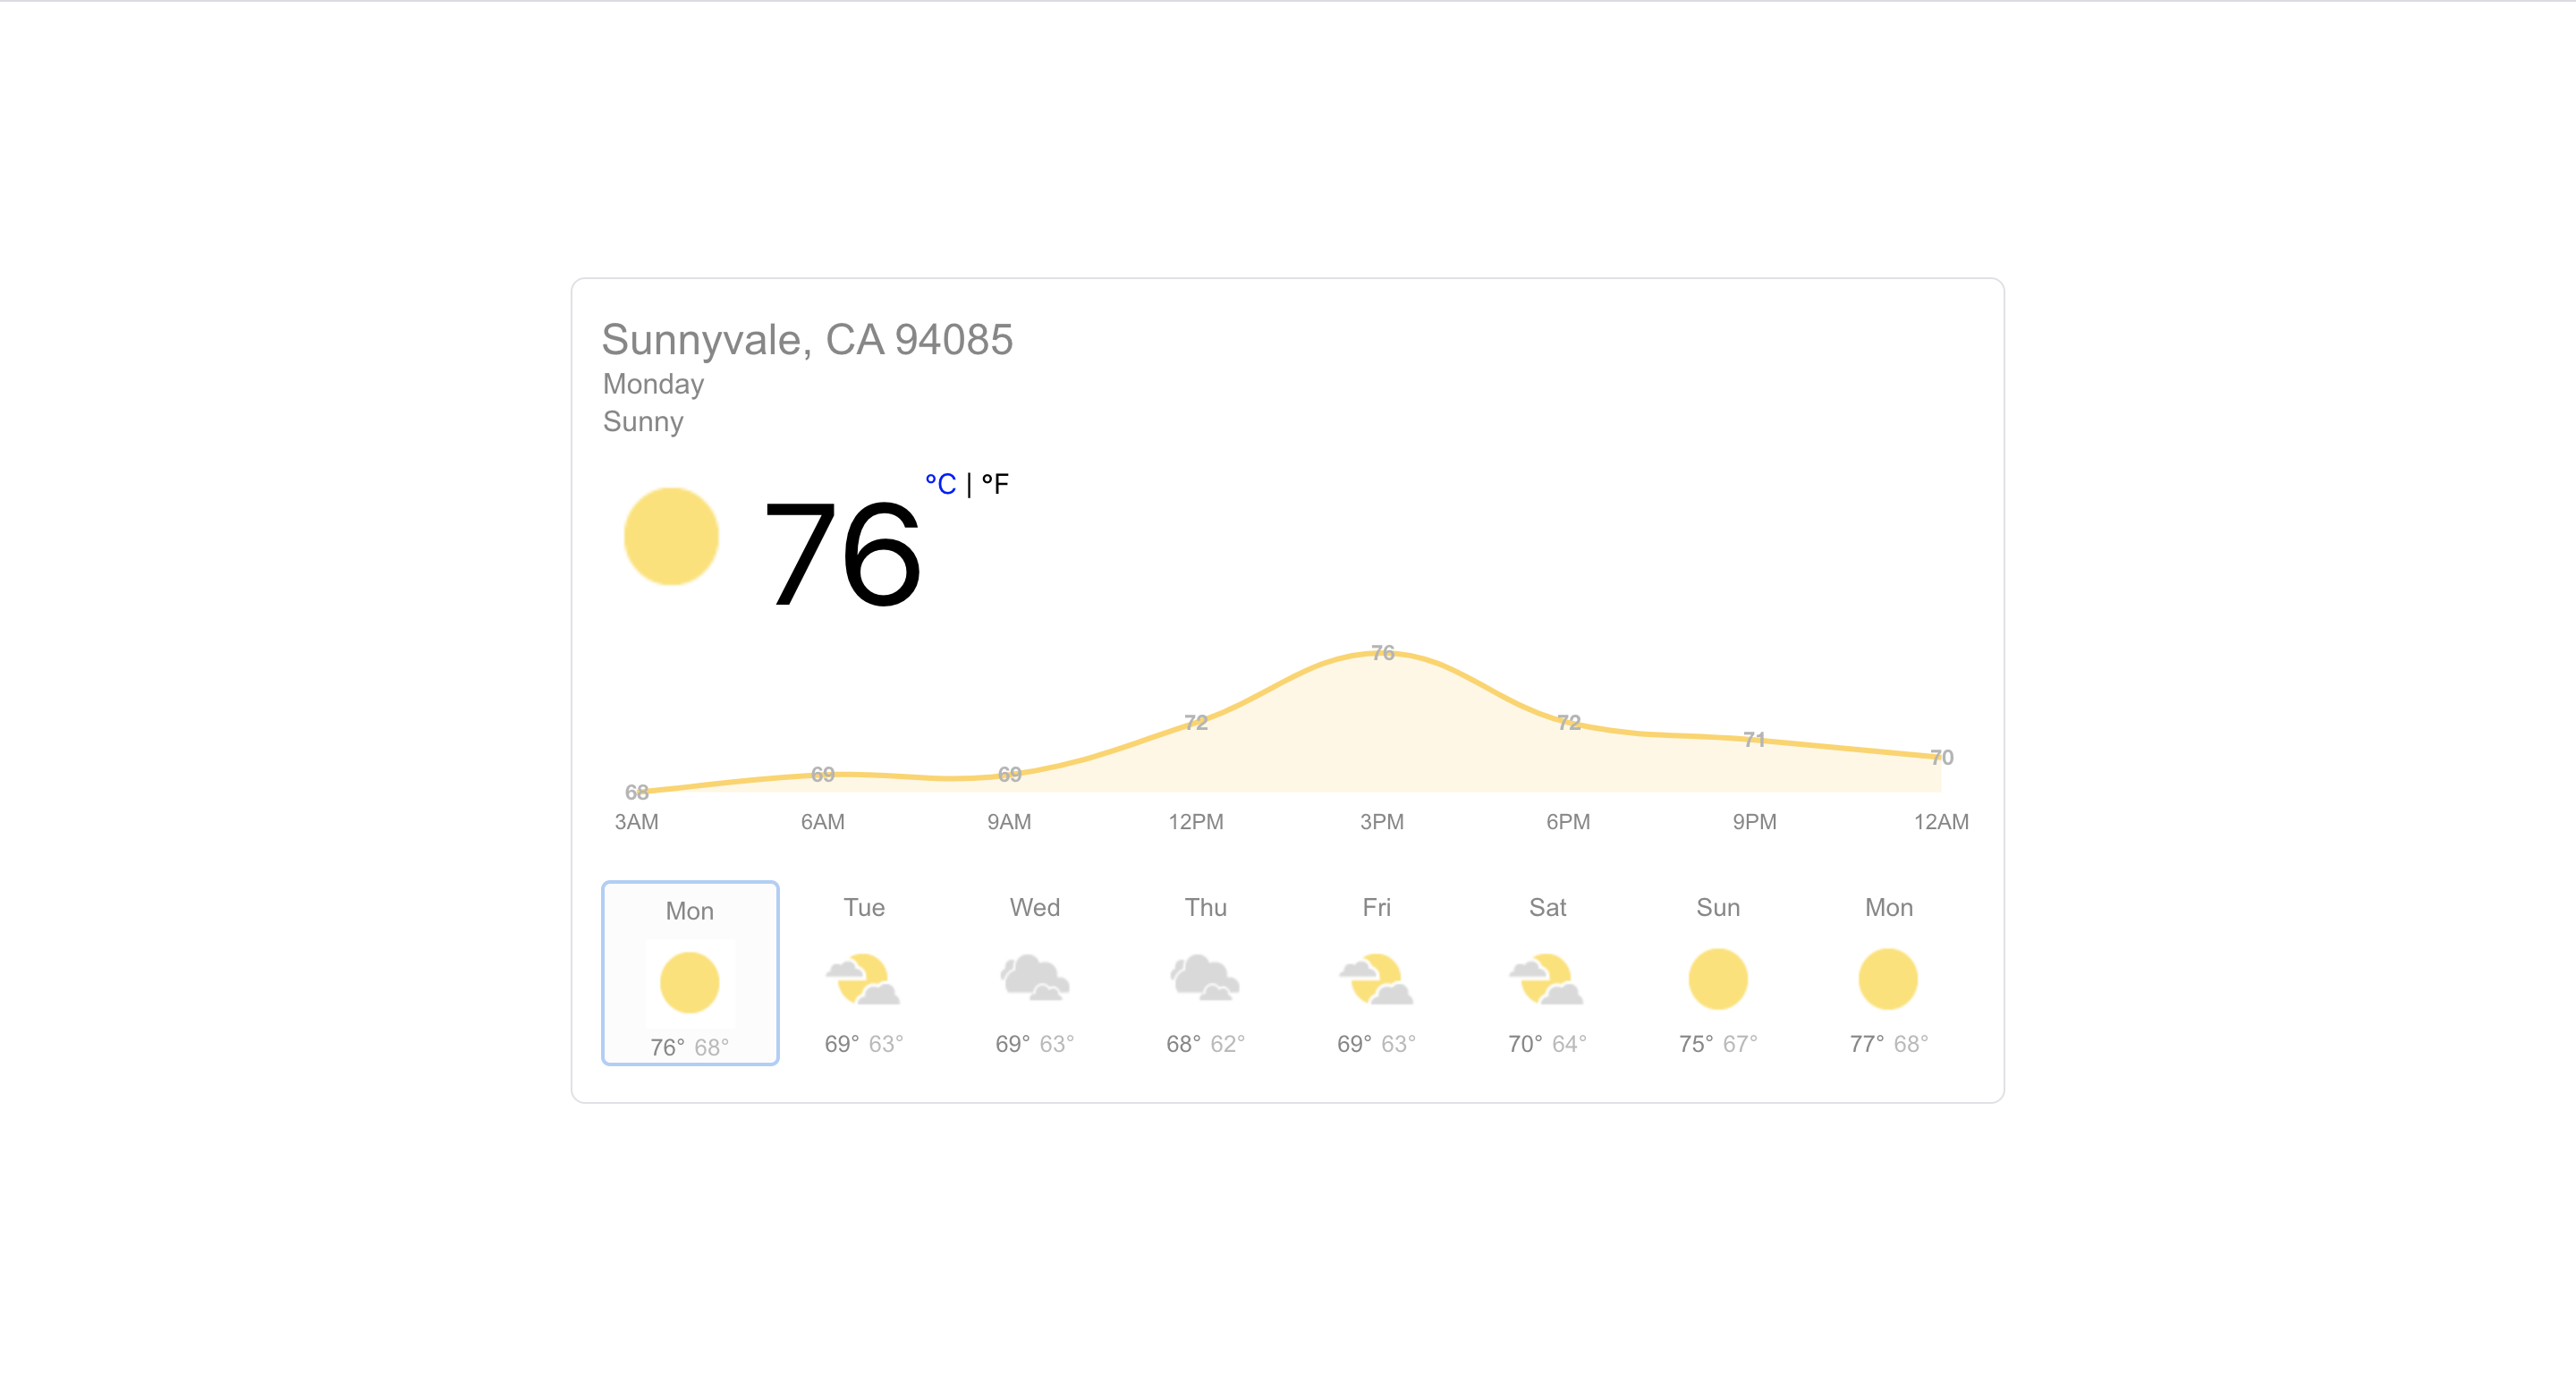 Sunnyvale, CA 94085
Monday
Sunny
76 °C | °F
76
72 72
71
70
69 69
68
3AM 6AM 9AM 12PM 3PM 6PM 9PM 12AM
Mon Tue Wed Thu Fri Sat Sun Mon
76° 68° 69° 63° 69° 63° 68° 62° 69° 63° 70° 64° 75° 67° 77° 68°